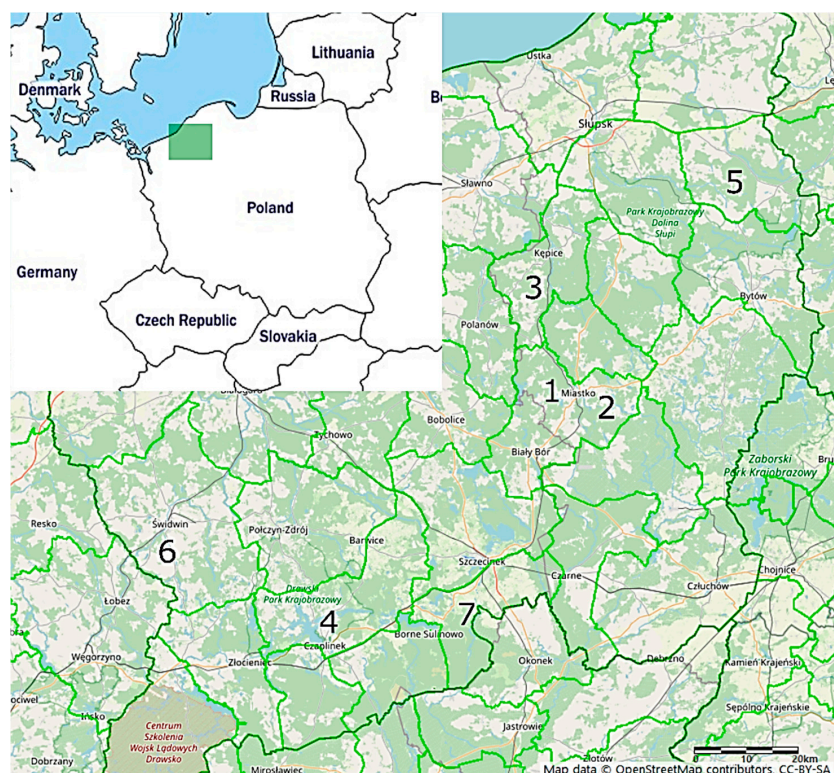 Denmark
Lithuania
Russia
Poland
Germany
Czech Republic
Slovakia
Ustka
Słupsk
Sławno
5
Park Krajobrazowy
Dolina
Słupi
Kępice
3
Polanów
Bytów
1
Miastko
2
Tychowo
Bobolice
Biały Bór
Zaborski
Park Krajobrazowy
Resko
Świdwin
Połczyn-Zdrój
Barwice
6
Szczecinek
Czarne
Chojnice
Człuchów
Łobez
Drawski
Park Krajobrazowy
4
7
Borne Sulinowo
Czaplinek
Węgorzyno
Złocieniec
Okonek
Debrzno
Kamień Krajeński
Ińsko
Centrum
Szkolenia
Wojsk Lądowych
Drawsko
Jastrowie
Sępólno Krajeńskie
Dobrzany
Mirosławiec
Złotów
0
20km
Map data © OpenStreetMap contributors, CC-BY-SA